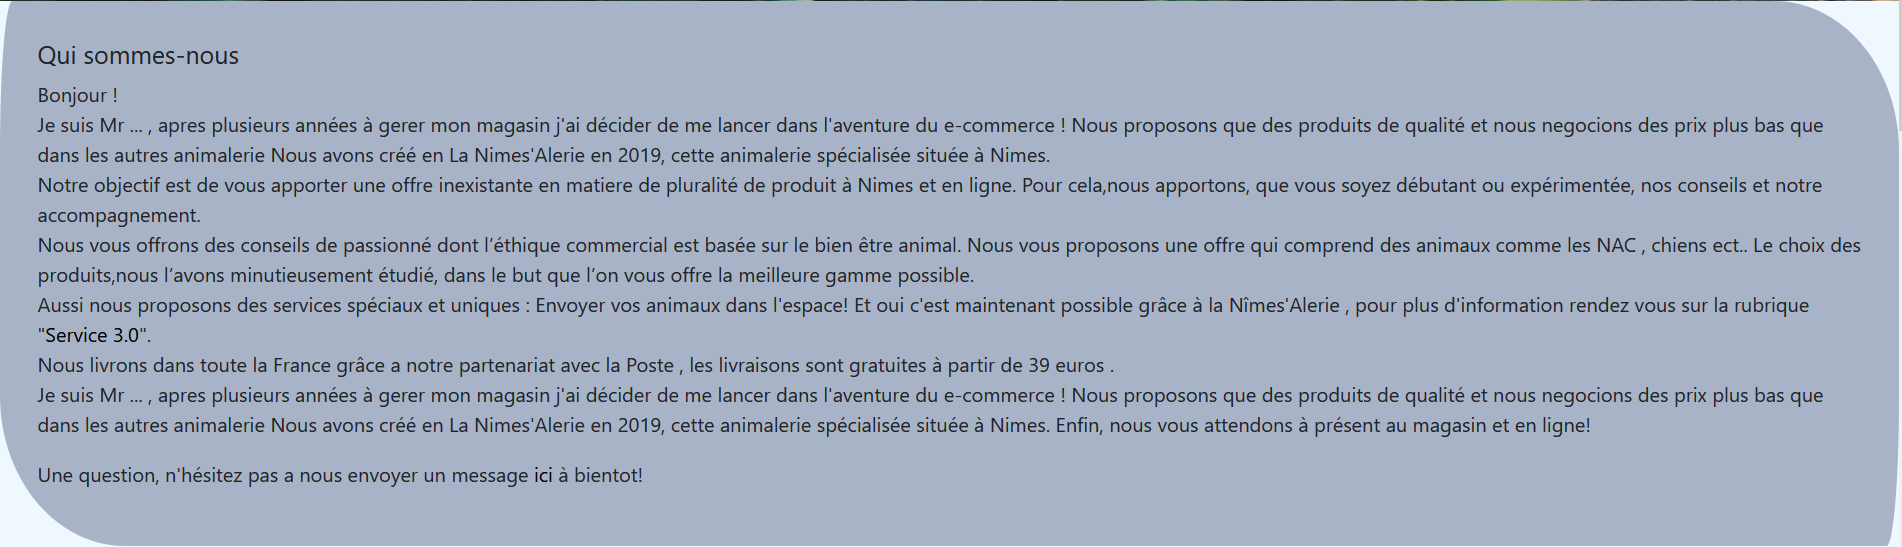 Qui sommes-nous
Bonjour !
Je suis Mr ... , apres plusieurs années à gerer mon magasin j'ai décider de me lancer dans l'aventure du e-commerce ! Nous proposons que des produits de qualité et nous negocions des prix plus bas que
dans les autres animalerie Nous avons créé en La Nimes'Alerie en 2019, cette animalerie spécialisée située à Nimes.
Notre objectif est de vous apporter une offre inexistante en matiere de pluralité de produit à Nimes et en ligne. Pour cela,nous apportons, que vous soyez débutant ou expérimentée, nos conseils et notre
accompagnement.
Nous vous offrons des conseils de passionné dont l’éthique commercial est basée sur le bien être animal. Nous vous proposons une offre qui comprend des animaux comme les NAC , chiens ect.. Le choix des
produits,nous l’avons minutieusement étudié, dans le but que l’on vous offre la meilleure gamme possible.
Aussi nous proposons des services spéciaux et uniques : Envoyer vos animaux dans l'espace! Et oui c'est maintenant possible grâce à la Nîmes'Alerie , pour plus d'information rendez vous sur la rubrique
"Service 3.0".
Nous livrons dans toute la France grâce a notre partenariat avec la Poste , les livraisons sont gratuites à partir de 39 euros .
Je suis Mr ... , apres plusieurs années à gerer mon magasin j'ai décider de me lancer dans l'aventure du e-commerce ! Nous proposons que des produits de qualité et nous negocions des prix plus bas que
dans les autres animalerie Nous avons créé en La Nimes'Alerie en 2019, cette animalerie spécialisée située à Nimes. Enfin, nous vous attendons à présent au magasin et en ligne!
Une question, n'hésitez pas a nous envoyer un message ici à bientot!